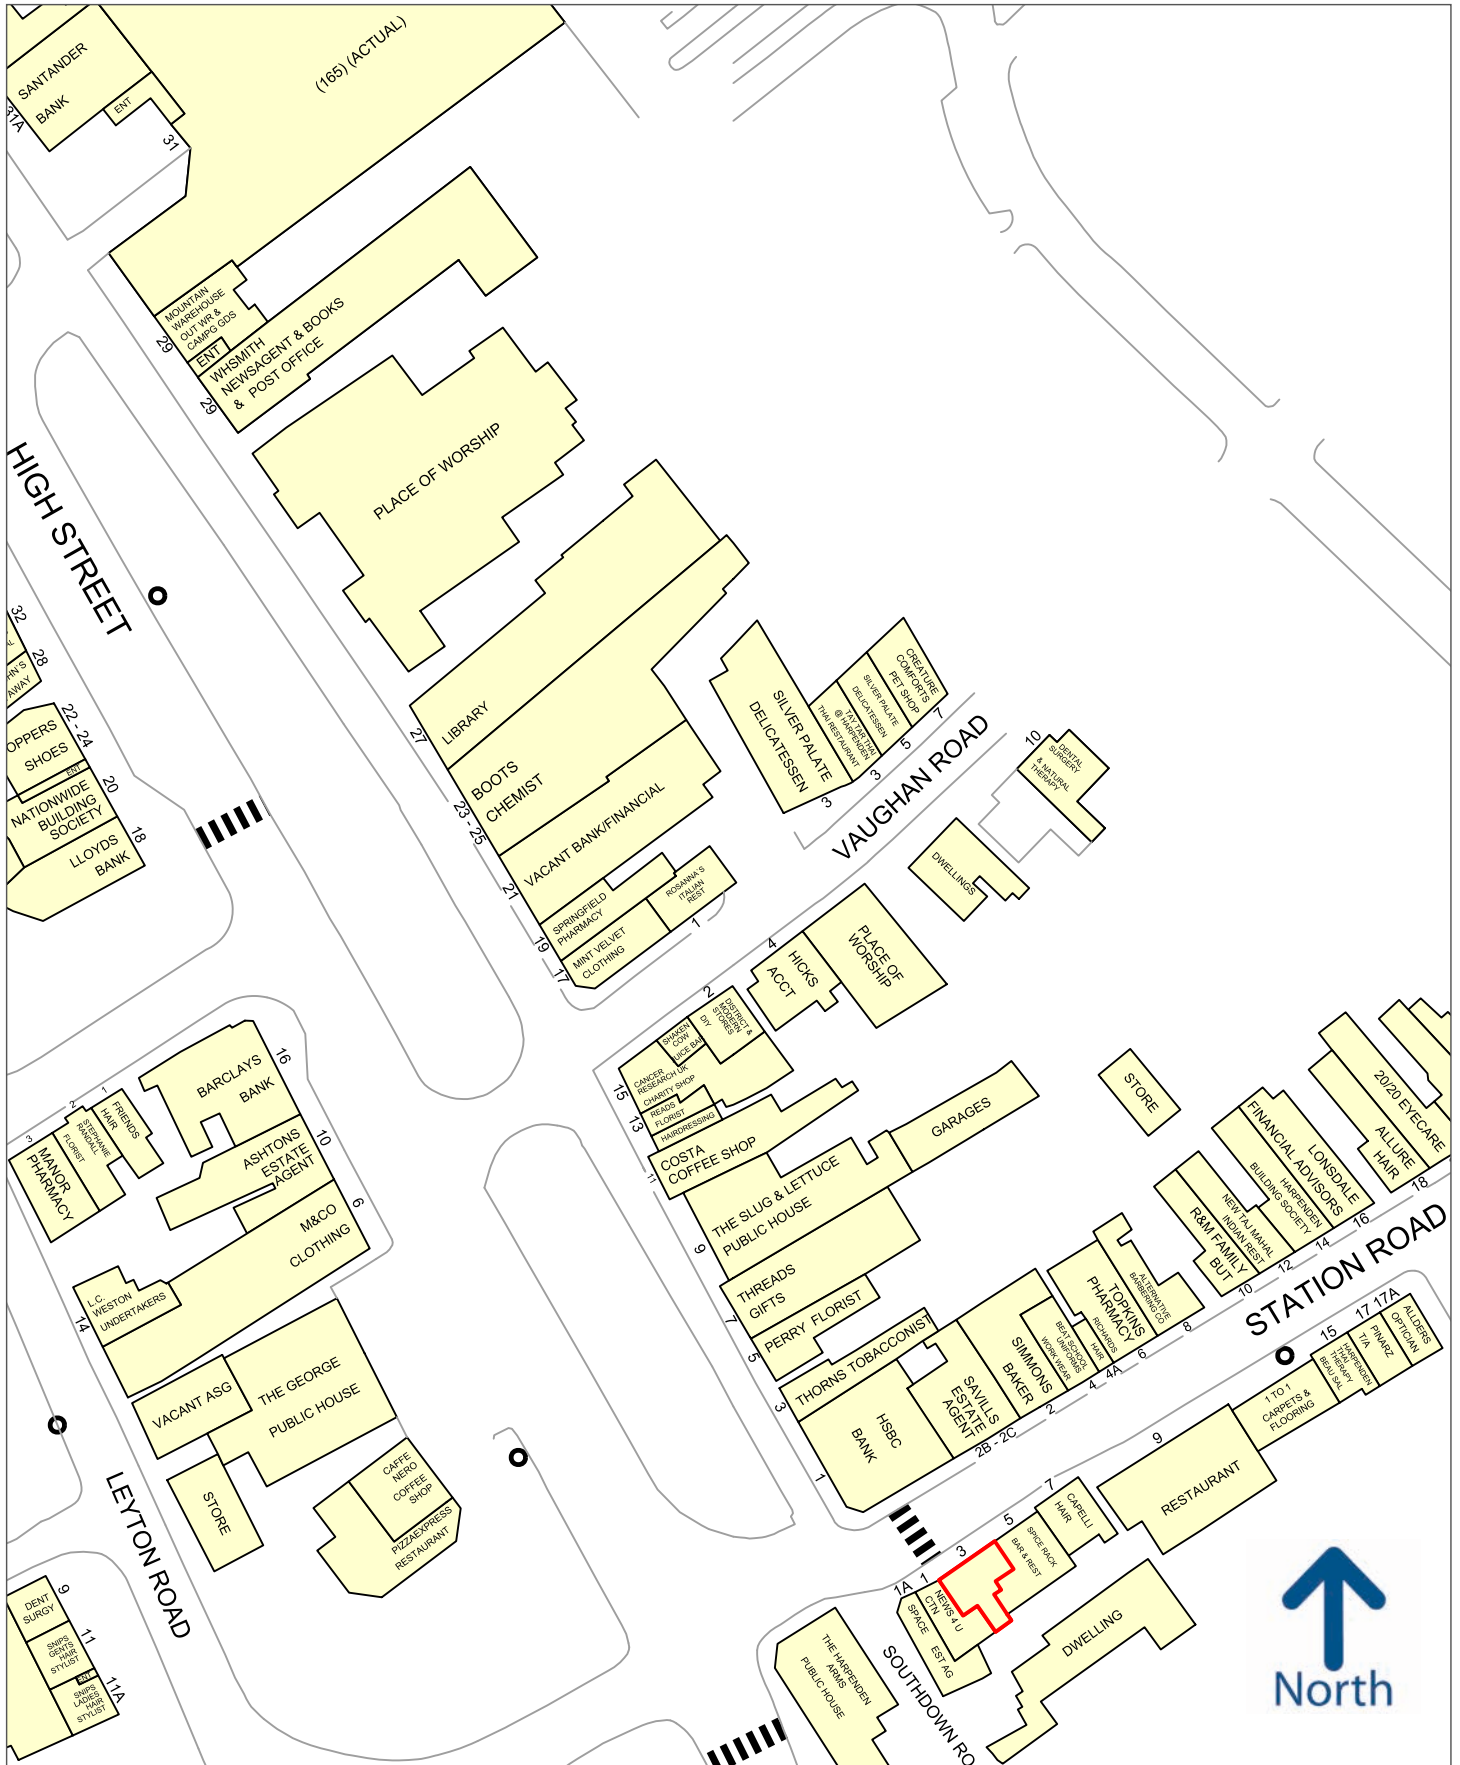 SANTANDER
BANK
ENT
31A
31
(165) (ACTUAL)
MOUNTAIN
WAREHOUSE
OUT WR &
CAMPG GDS
29
ENT
WHSMITH
NEWSAGENT & BOOKS
& POST OFFICE
29
PLACE OF WORSHIP
HIGH STREET
32
28
22 - 24
SHOES
ENT
20
NATIONWIDE
BUILDING
SOCIETY
18
LLOYDS
BANK
LIBRARY
27
BOOTS
CHEMIST
23 - 25
VACANT BANK/FINANCIAL
21
SPRINGFIELD
PHARMACY
19
MINT VELVET
CLOTHING
17
ROSANNA'S
ITALIAN
REST
1
SILVER PALATE
DELICATESSEN
3
TAY TAR THAI
@ HARPENDEN
THAI RESTAURANT
3
SILVER PALATE
DELICATESSEN
5
CREATURE
COMFORTS
PET SHOP
7
VAUGHAN ROAD
10
DENTAL
SURGERY
& NATURAL
THERAPY
DWELLINGS
PLACE OF
WORSHIP
4
HICKS
ACCT
2
DISTRICT &
MODERN
STORES
DIY
SHAKEN
COW
CANCER
RESEARCH UK
CHARITY SHOP
15
READS
FLORIST
13
HAIRDRESSING
COSTA
COFFEE SHOP
11
GARAGES
THE SLUG & LETTUCE
PUBLIC HOUSE
9
THREADS
GIFTS
7
PERRY FLORIST
5
THORNS TOBACCONIST
3
HSBC
BANK
1
SAVILLS
ESTATE
AGENT
2B - 2C
SIMMONS
BAKER
2
BEAT SCHOOL
UNIFORMS
WORK WEAR
4
RICHARDS
HAIR
4A
TOPKINS
PHARMACY
6
ALTERNATIVE
BARBERING CO
8
R&M FAMILY
BUT
10
NEW TAJ MAHAL
INDIAN REST
12
HARPENDEN
BUILDING SOCIETY
14
LONSDALE
FINANCIAL ADVISORS
16
STORE
20/20 EYECARE
ALLURE
HAIR
18
STATION ROAD
BARCLAYS
BANK
16
ASHTONS
ESTATE
AGENT
10
M&CO
CLOTHING
6
FRIENDS
HAIR
1
STEPHANIE
RANDALL
FLORIST
2
MANOR
PHARMACY
3
L.C.
WESTON
UNDERTAKERS
14
VACANT ASG
THE GEORGE
PUBLIC HOUSE
STORE
CAFFE
NERO
COFFEE
SHOP
PIZZAEXPRESS
RESTAURANT
LEYTON ROAD
9
DENT
SURGY
11
SNIPS
GENTS
HAIR
STYLIST
ENT
11A
SNIPS
LADIES
HAIR
STYLIST
ALLDERS
OPTICIAN
17A
PINARZ
T/A
17
HARPENDEN
THAI
THERAPY
BEAU SAL
15
1 TO 1
CARPETS &
FLOORING
9
RESTAURANT
7
CAPELLI
HAIR
5
SPICE RACK
BAR & REST
3
1
NEWS 4 U
CTN
1A
SPACE EST AG
DWELLING
THE HARPENDEN
ARMS
PUBLIC HOUSE
SOUTHDOWN RO
North